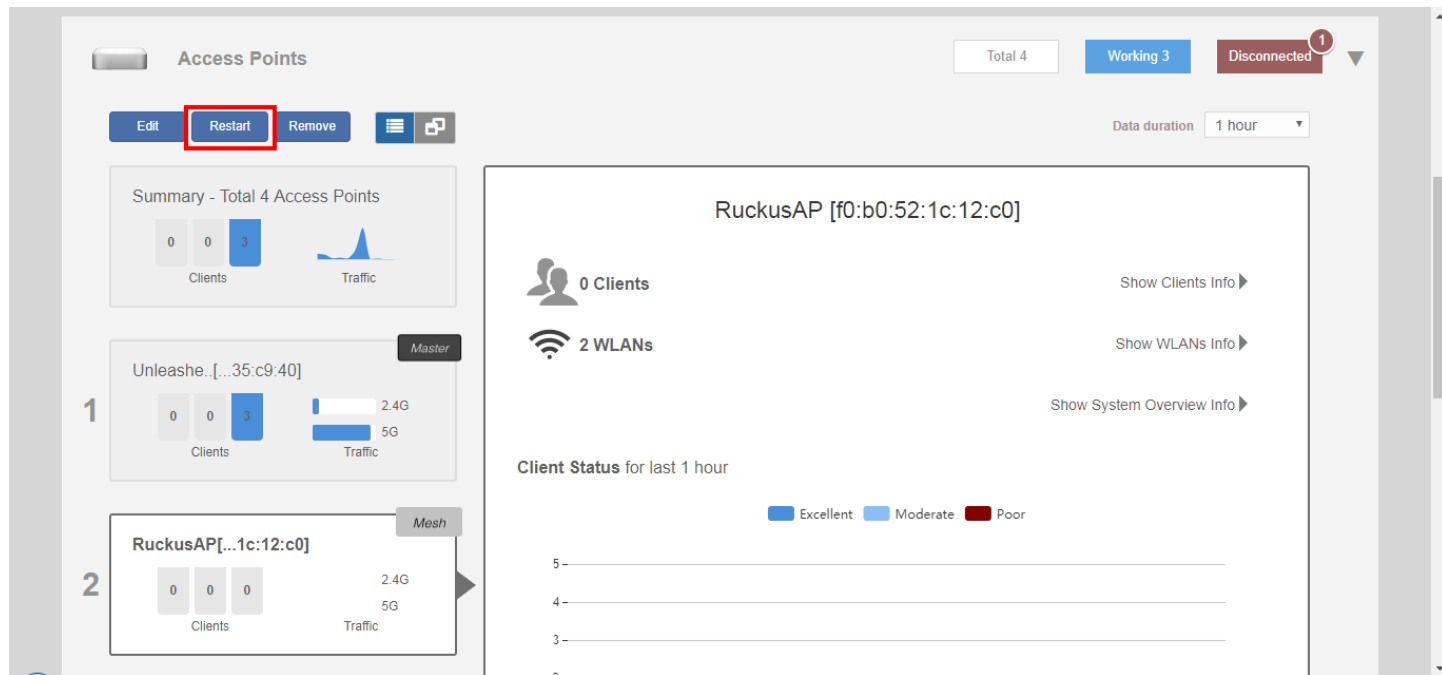 Access Points
Total 4
Working 3
Disconnected
1
Edit
Restart
Remove
Data duration
1 hour
Summary - Total 4 Access Points
0 0 3
Clients
Traffic
Master
Unleashe..[...35:c9:40]
1
0 0 3
2.4G
5G
Clients
Traffic
Mesh
RuckusAP[...1c:12:c0]
2
0 0 0
2.4G
5G
Clients
Traffic
RuckusAP [f0:b0:52:1c:12:c0]
0 Clients
Show Clients Info
2 WLANs
Show WLANs Info
Show System Overview Info
Client Status for last 1 hour
Excellent Moderate Poor
5
4
3